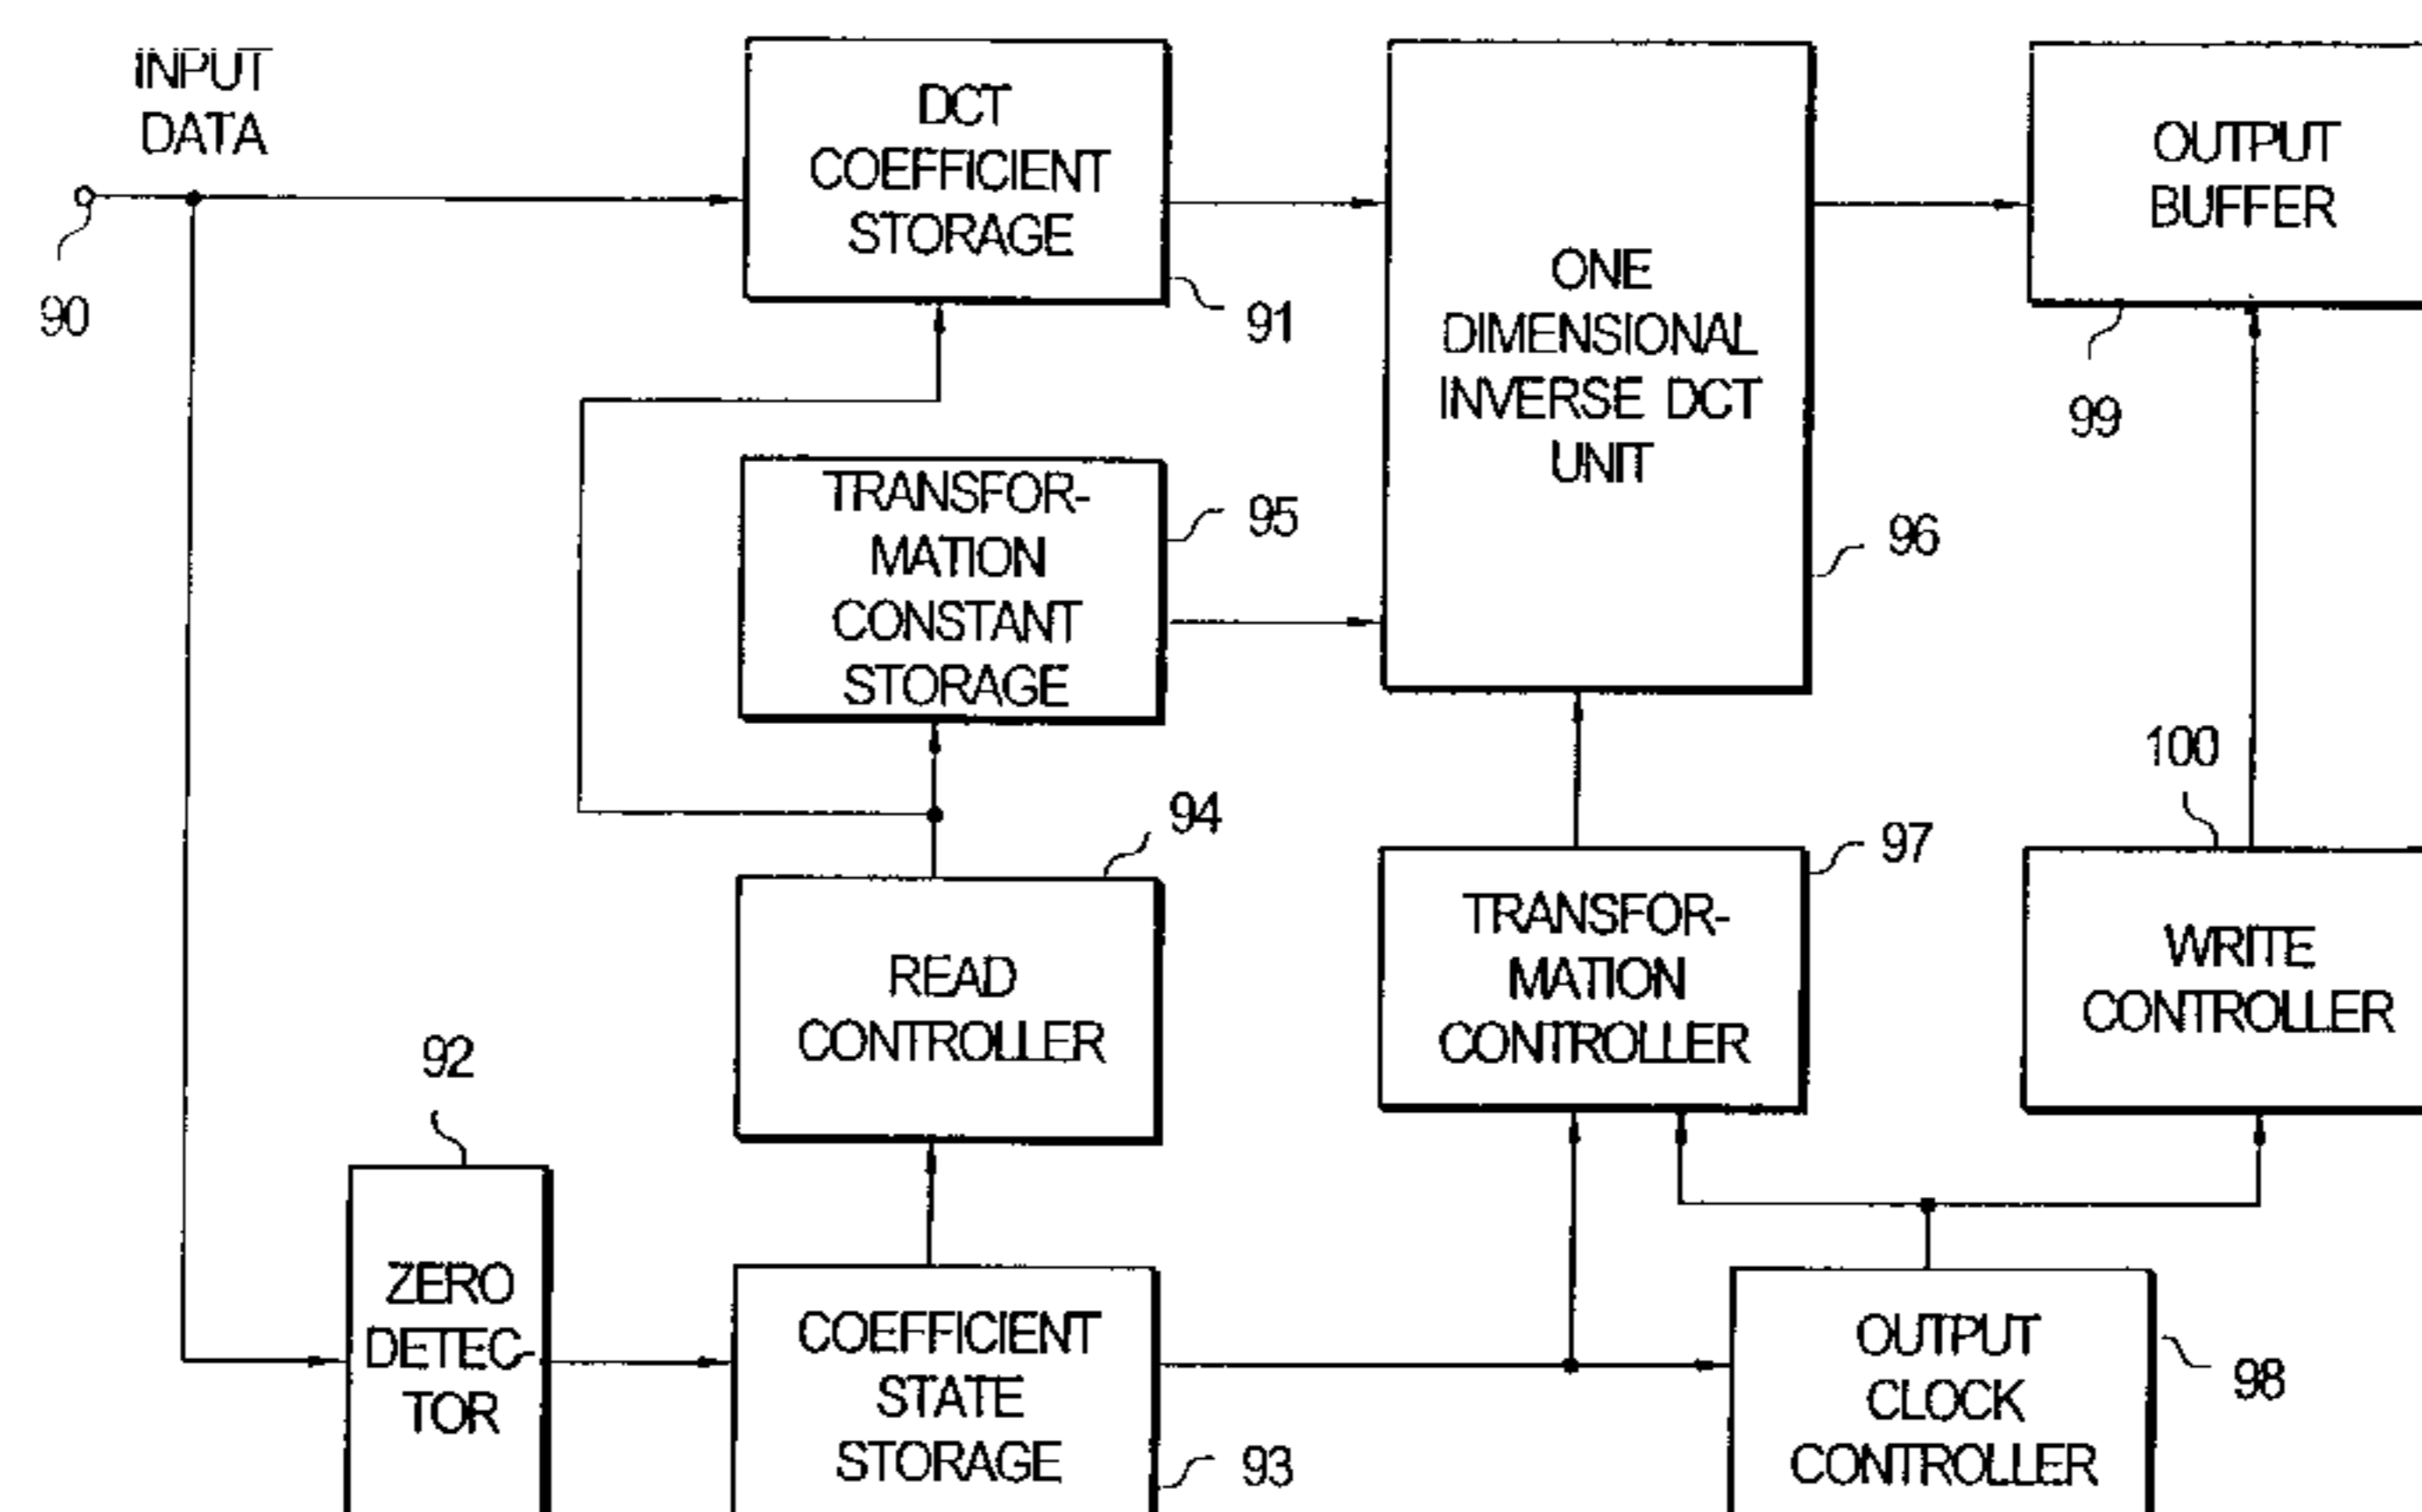 INPUT
DATA
90
DCT
COEFFICIENT
STORAGE
91
ONE
DIMENSIONAL
INVERSE DCT
UNIT
96
OUTPUT
BUFFER
99
TRANSFOR-
MATION
CONSTANT
STORAGE
95
94
READ
CONTROLLER
97
TRANSFOR-
MATION
CONTROLLER
100
WRITE
CONTROLLER
92
ZERO
DETEC-
TOR
COEFFICIENT
STATE
STORAGE
93
OUTPUT
CLOCK
CONTROLLER
98